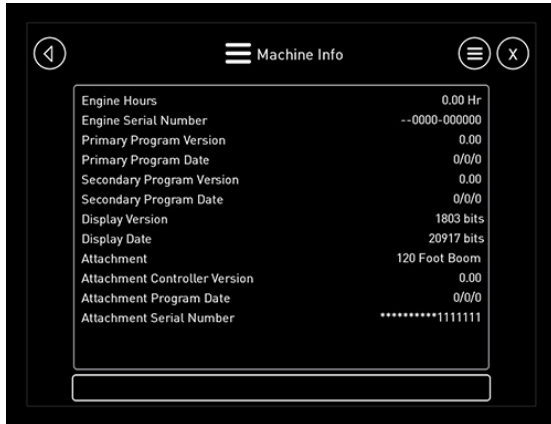 Machine Info
X
Engine Hours 0.00 Hr
Engine Serial Number --0000-000000
Primary Program Version 0.00
Primary Program Date 0/0/0
Secondary Program Version 0.00
Secondary Program Date 0/0/0
Display Version 1803 bits
Display Date 20917 bits
Attachment 120 Foot Boom
Attachment Controller Version 0.00
Attachment Program Date 0/0/0
Attachment Serial Number **********1111111